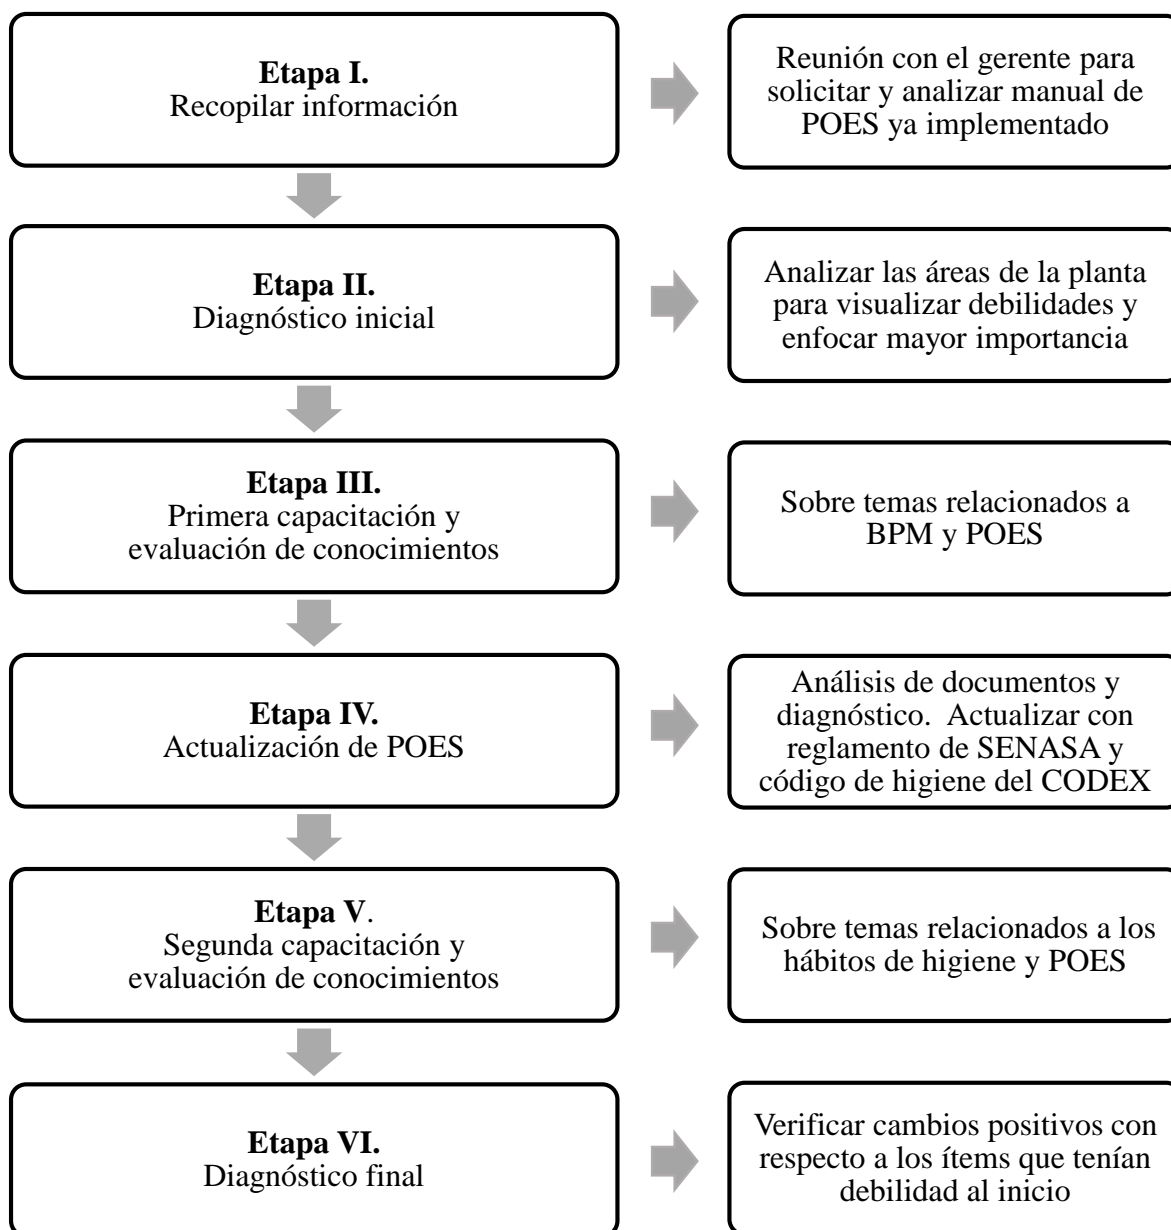 Etapa I.
Recopilar información
Reunión con el gerente para
solicitar y analizar manual de
POES ya implementado
Etapa II.
Diagnóstico inicial
Analizar las áreas de la planta
para visualizar debilidades y
enfocar mayor importancia
Etapa III.
Primera capacitación y
evaluación de conocimientos
Sobre temas relacionados a
BPM y POES
Etapa IV.
Actualización de POES
Análisis de documentos y
diagnóstico.  Actualizar con
reglamento de SENASA y
código de higiene del CODEX
Etapa V.
Segunda capacitación y
evaluación de conocimientos
Sobre temas relacionados a los
hábitos de higiene y POES
Etapa VI.
Diagnóstico final
Verificar cambios positivos con
respecto a los ítems que tenían
debilidad al inicio